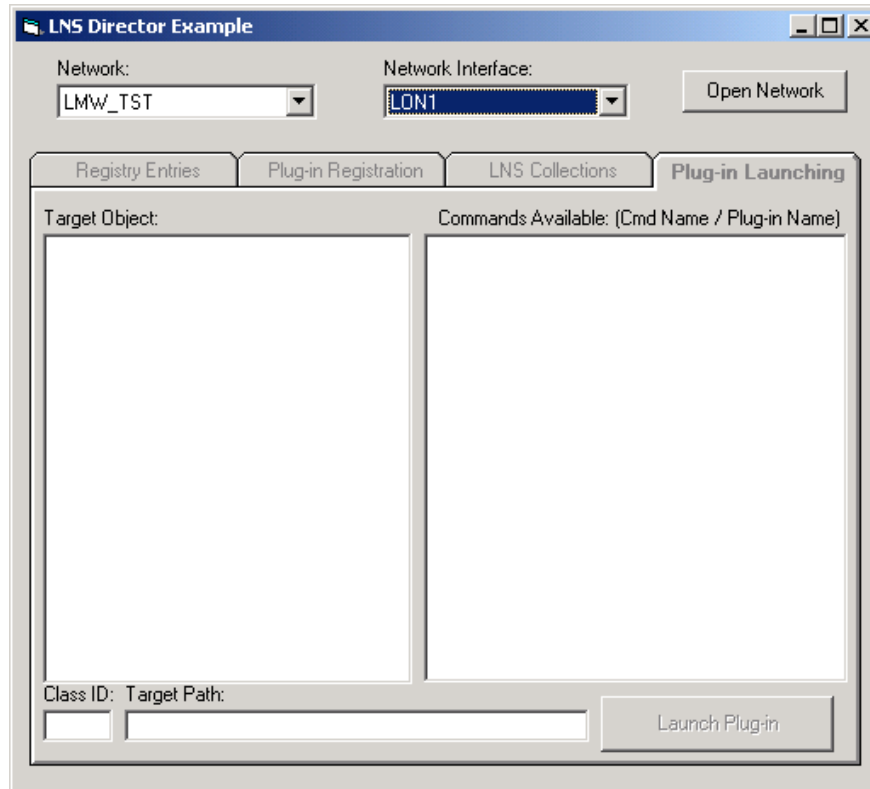 LNS Director Example
Network:
Network Interface:
LMW_TST
LON1
Open Network
Registry Entries
Plug-in Registration
LNS Collections
Plug-in Launching
Target Object:
Commands Available: (Cmd Name / Plug-in Name)
Class ID:
Target Path:
Launch Plug-in